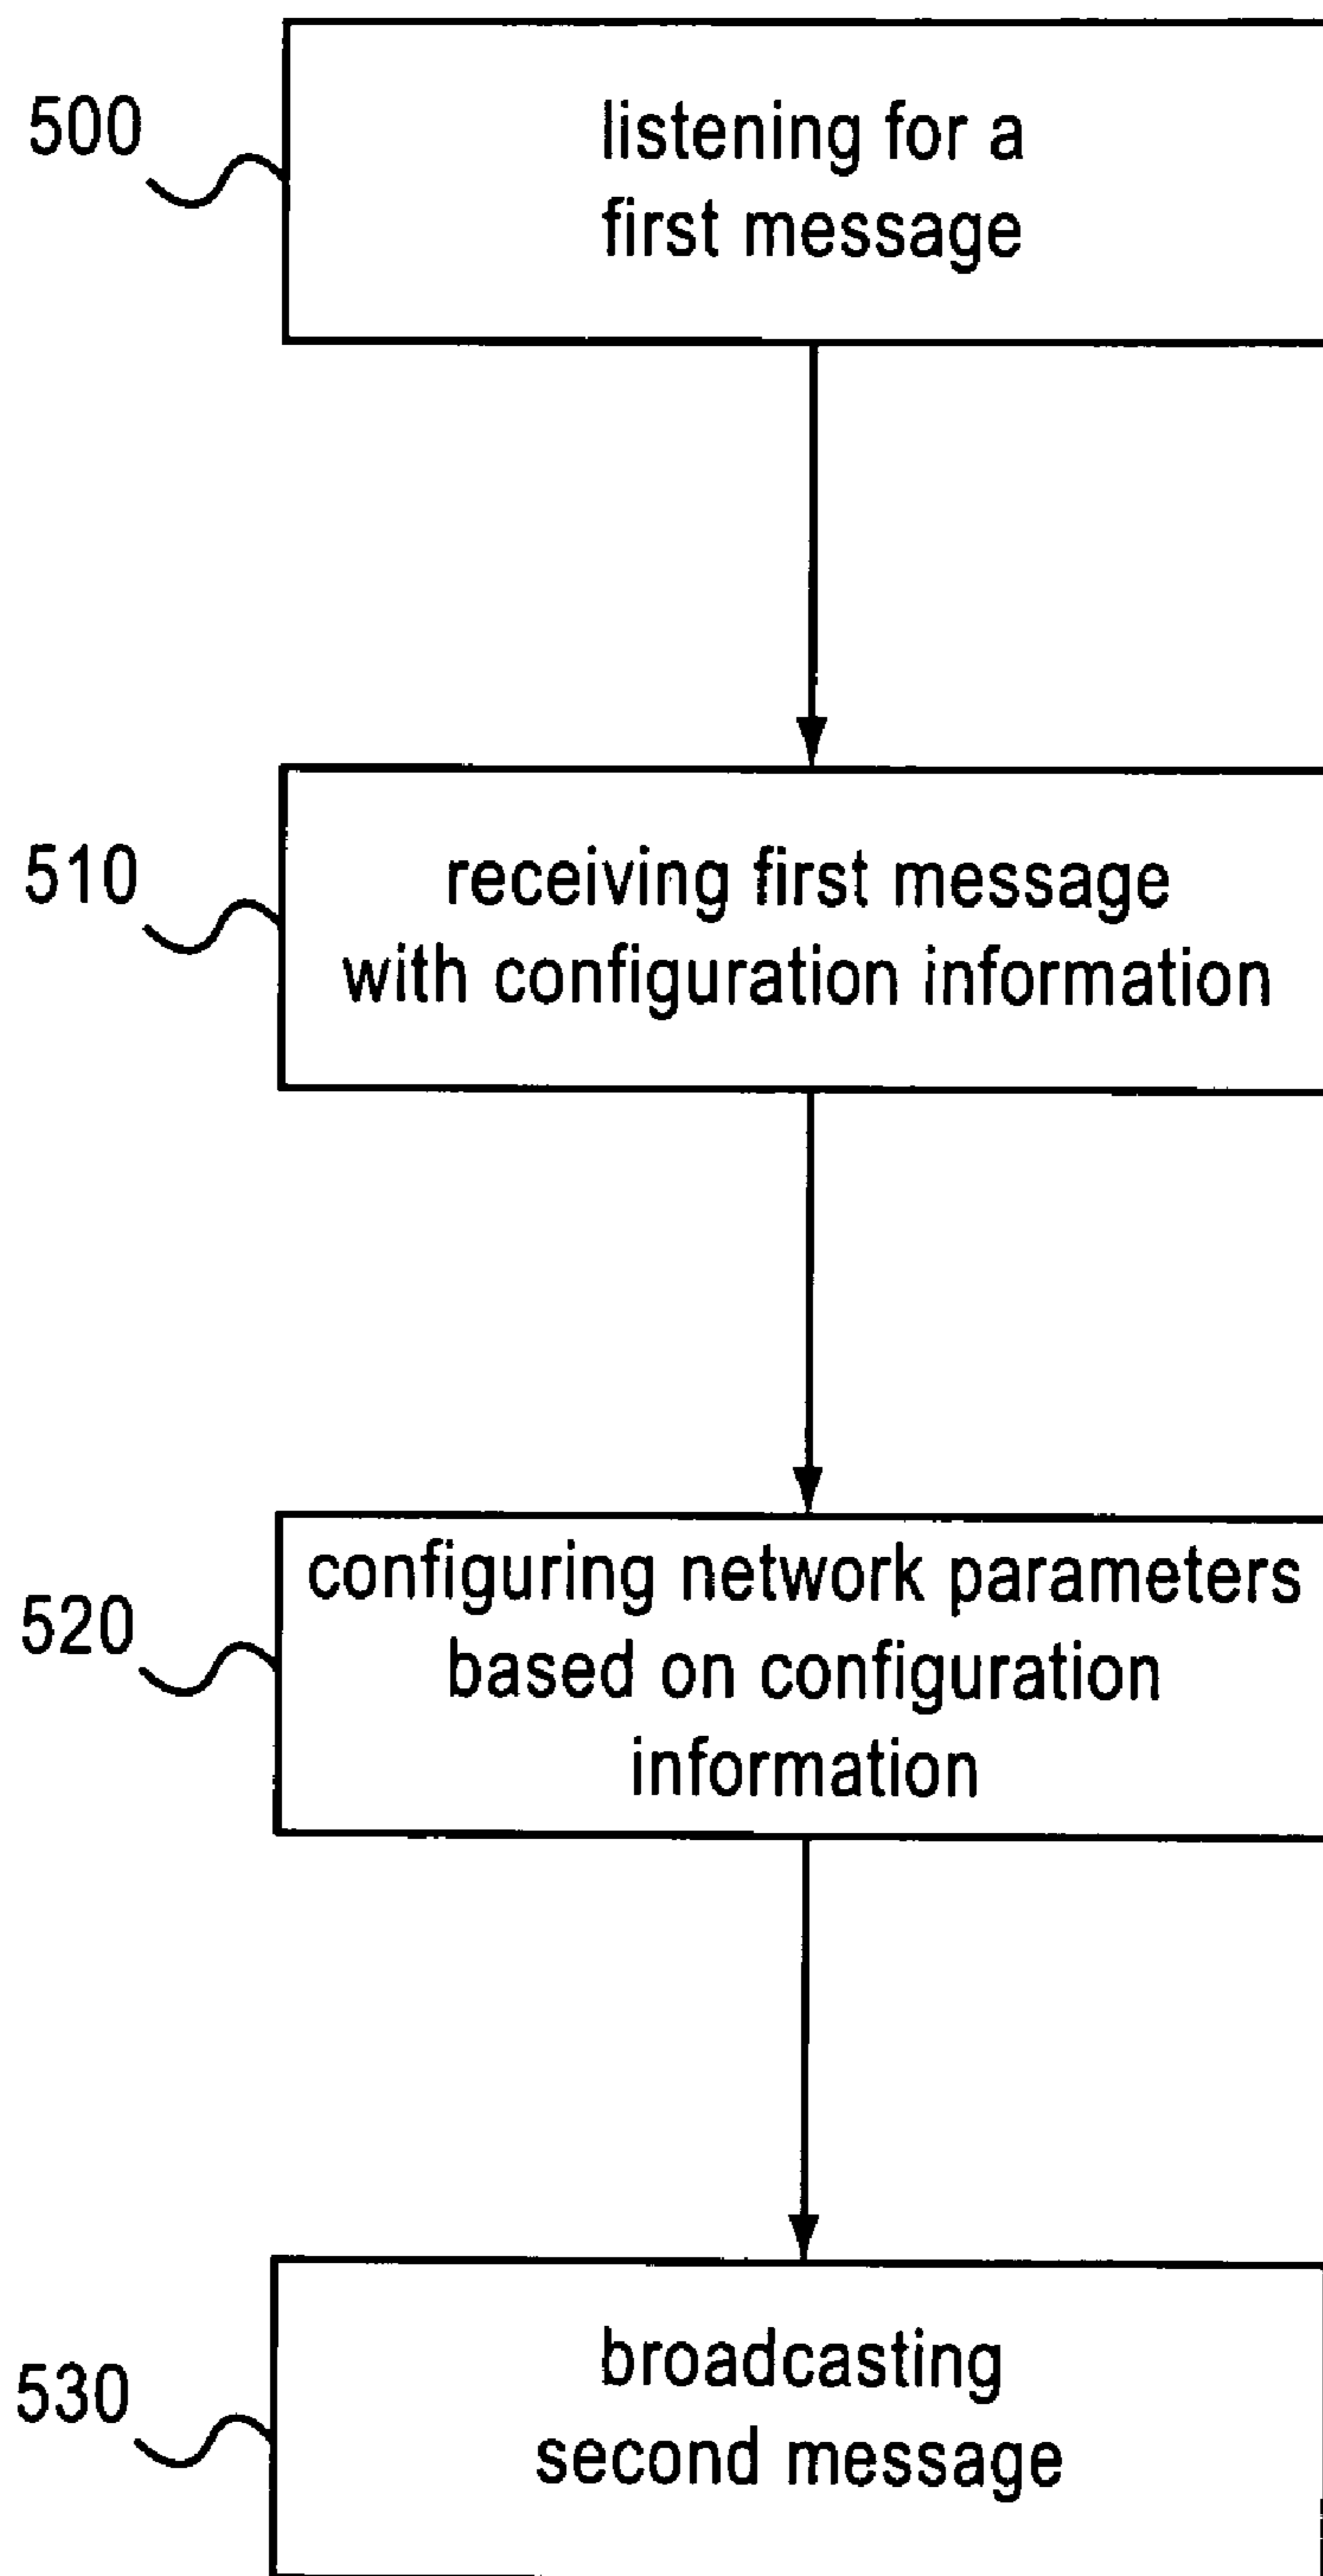 500
listening for a
first message
510
receiving first message
with configuration information
520
configuring network parameters
based on configuration
information
530
broadcasting
second message